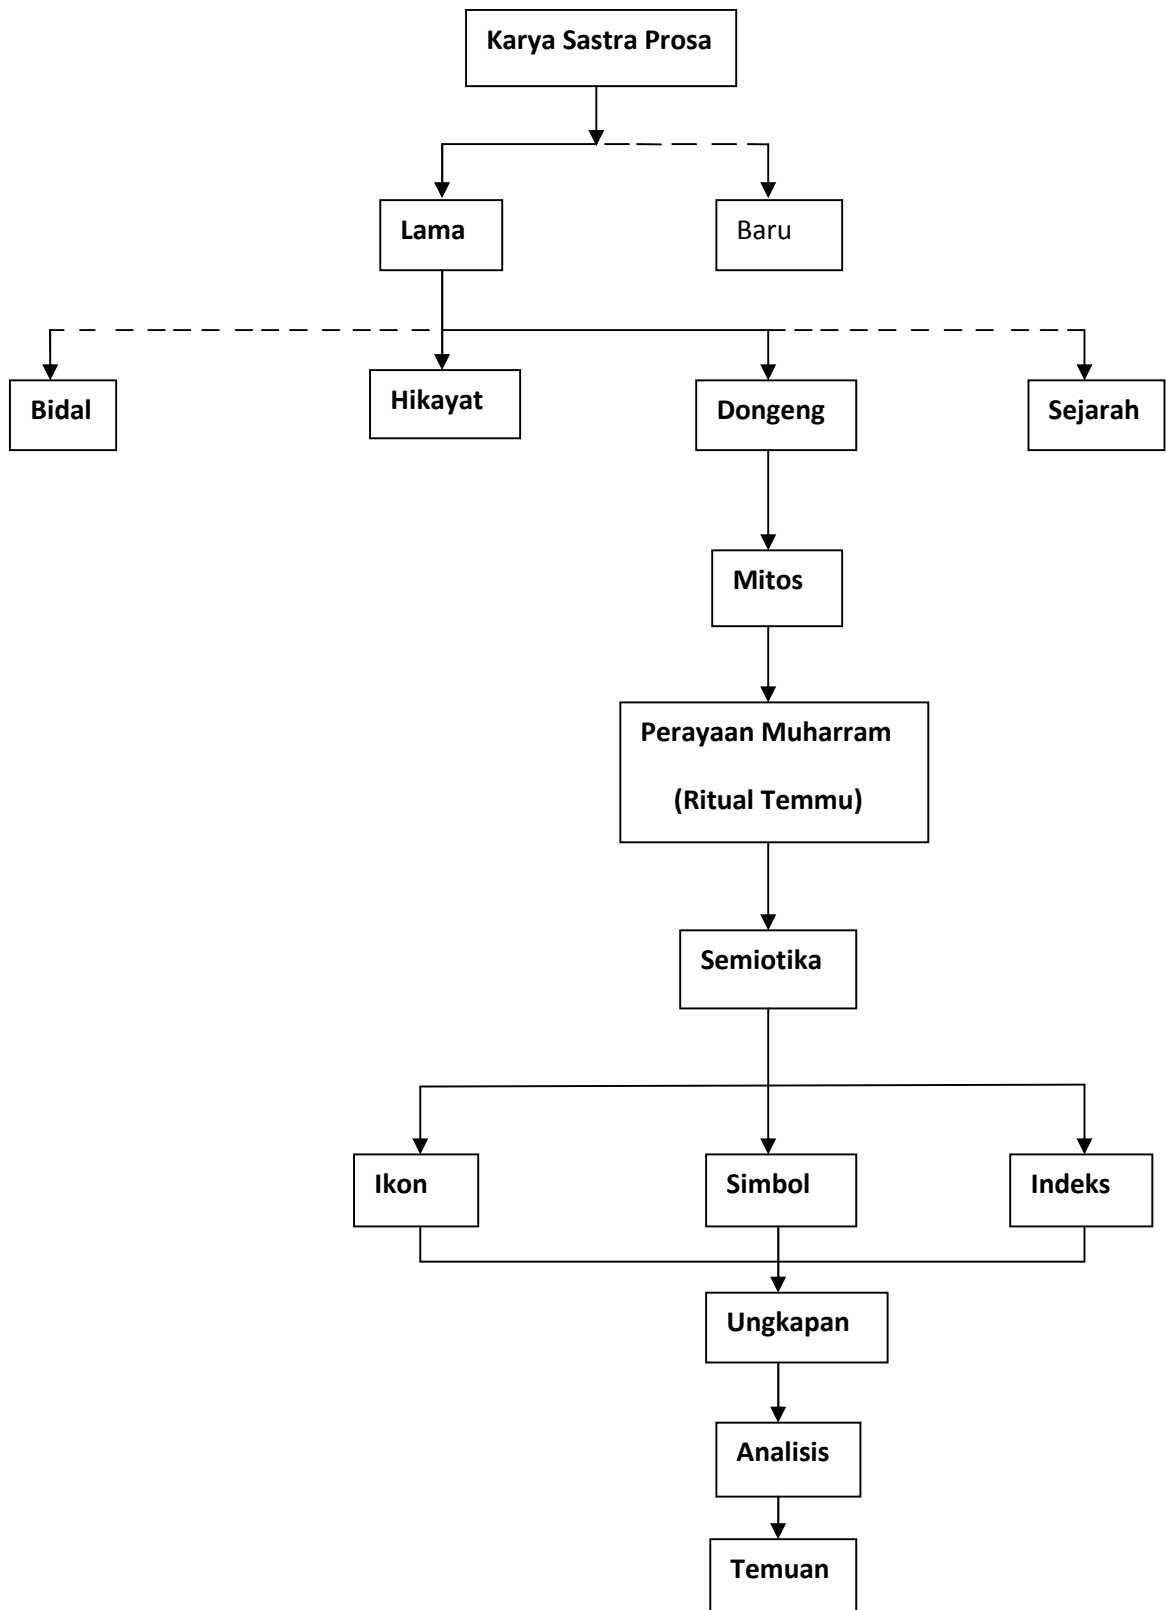 Karya Sastra Prosa
Lama
Baru
Bidal
Hikayat
Dongeng
Sejarah
Mitos
Perayaan Muharram
(Ritual Temmu)
Semiotika
Ikon
Simbol
Indeks
Ungkapan
Analisis
Temuan